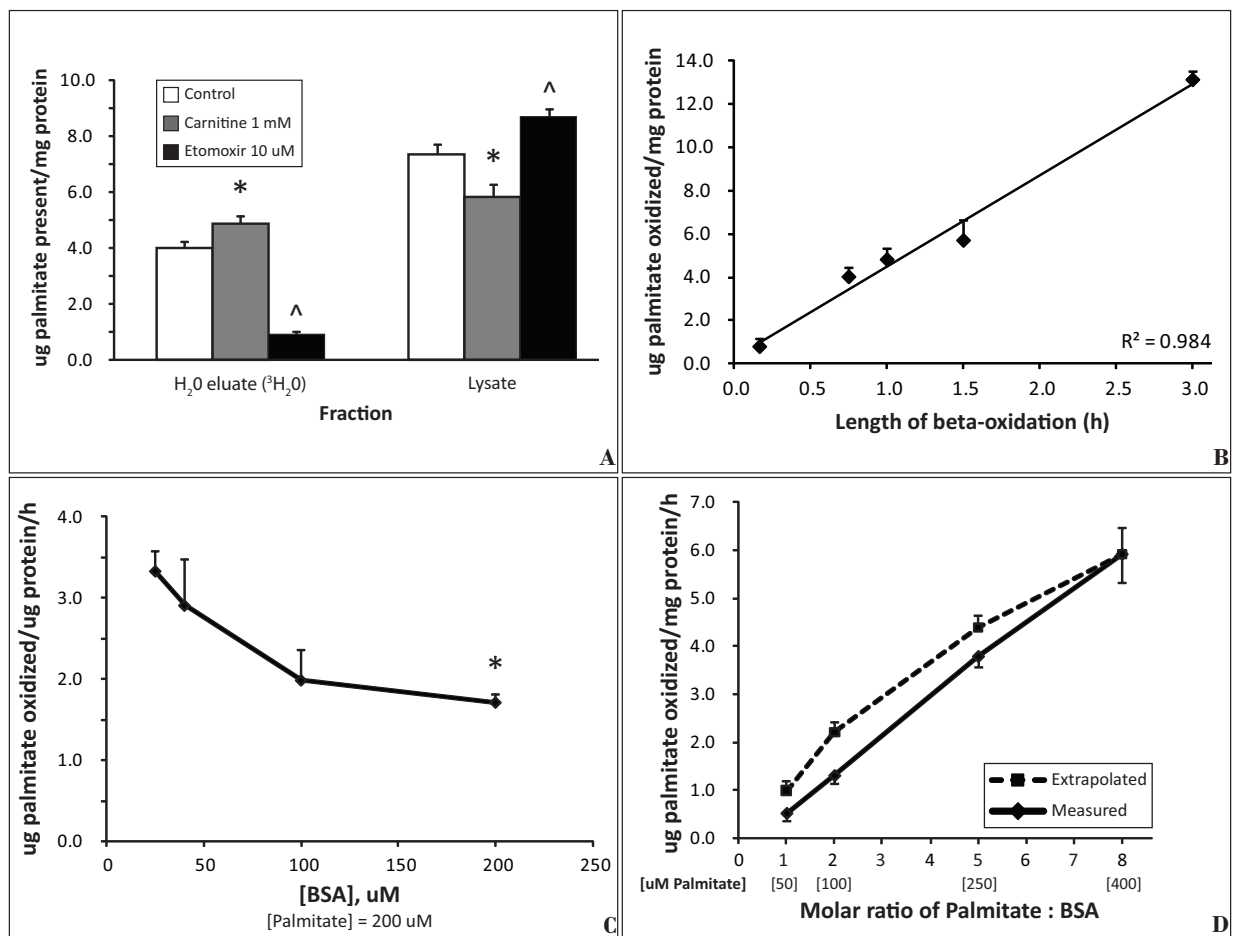 ug palmitate present/mg protein
10.0
8.0
6.0
4.0
2.0
0.0
Control
Carnitine 1 mM
Etomoxir 10 uM
*
^
*
^
H₂0 eluate (³H₂0)
Lysate
Fraction
A
ug palmitate oxidized/mg protein
14.0
12.0
10.0
8.0
6.0
4.0
2.0
0.0
R² = 0.984
0.0 0.5 1.0 1.5 2.0 2.5 3.0
Length of beta-oxidation (h)
B
ug palmitate oxidized/ug protein/h
4.0
3.0
2.0
1.0
0.0
*
0 50 100 150 200 250
[BSA], uM
[Palmitate] = 200 uM
C
ug palmitate oxidized/mg protein/h
7.0
6.0
5.0
4.0
3.0
2.0
1.0
0.0
Extrapolated
Measured
0 1 2 3 4 5 6 7 8
[uM Palmitate] [50] [100] [250] [400]
Molar ratio of Palmitate : BSA
D